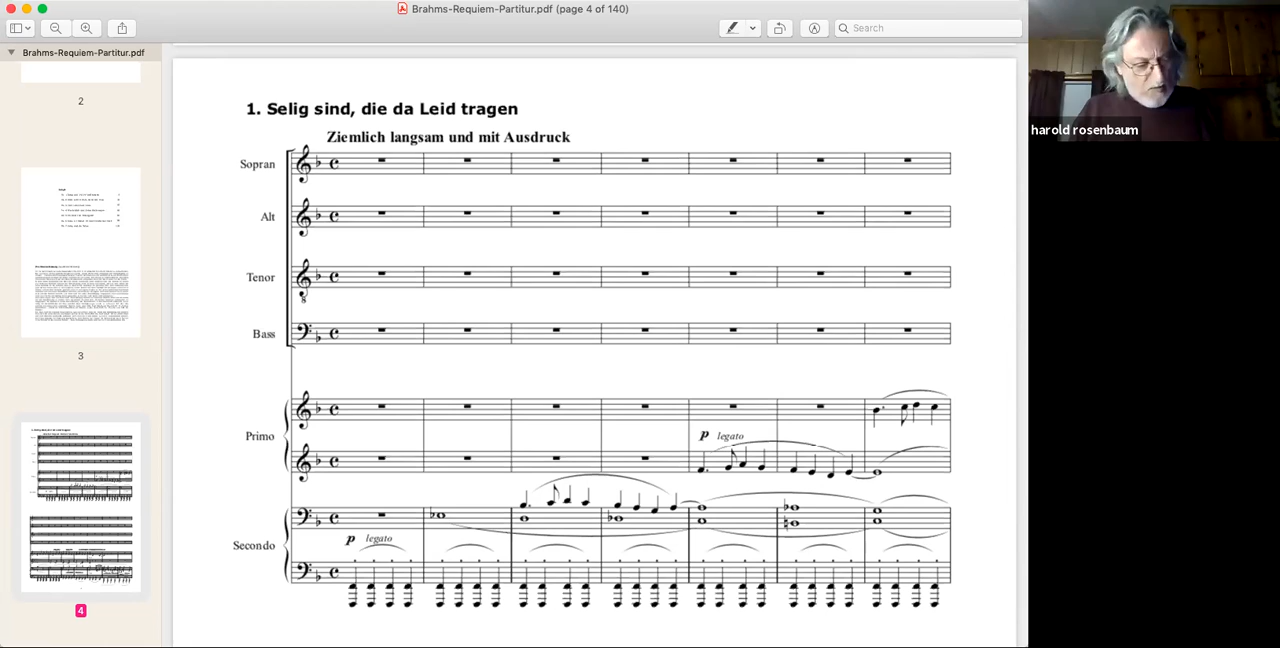 Brahms-Requiem-Partitur.pdf (page 4 of 140)
Search
Brahms-Requiem-Partitur.pdf
2
3
4
1. Selig sind, die da Leid tragen
Ziemlich langsam und mit Ausdruck
Sopran
Alt
Tenor
Bass
Primo
p legato
Secondo
p legato
harold rosenbaum